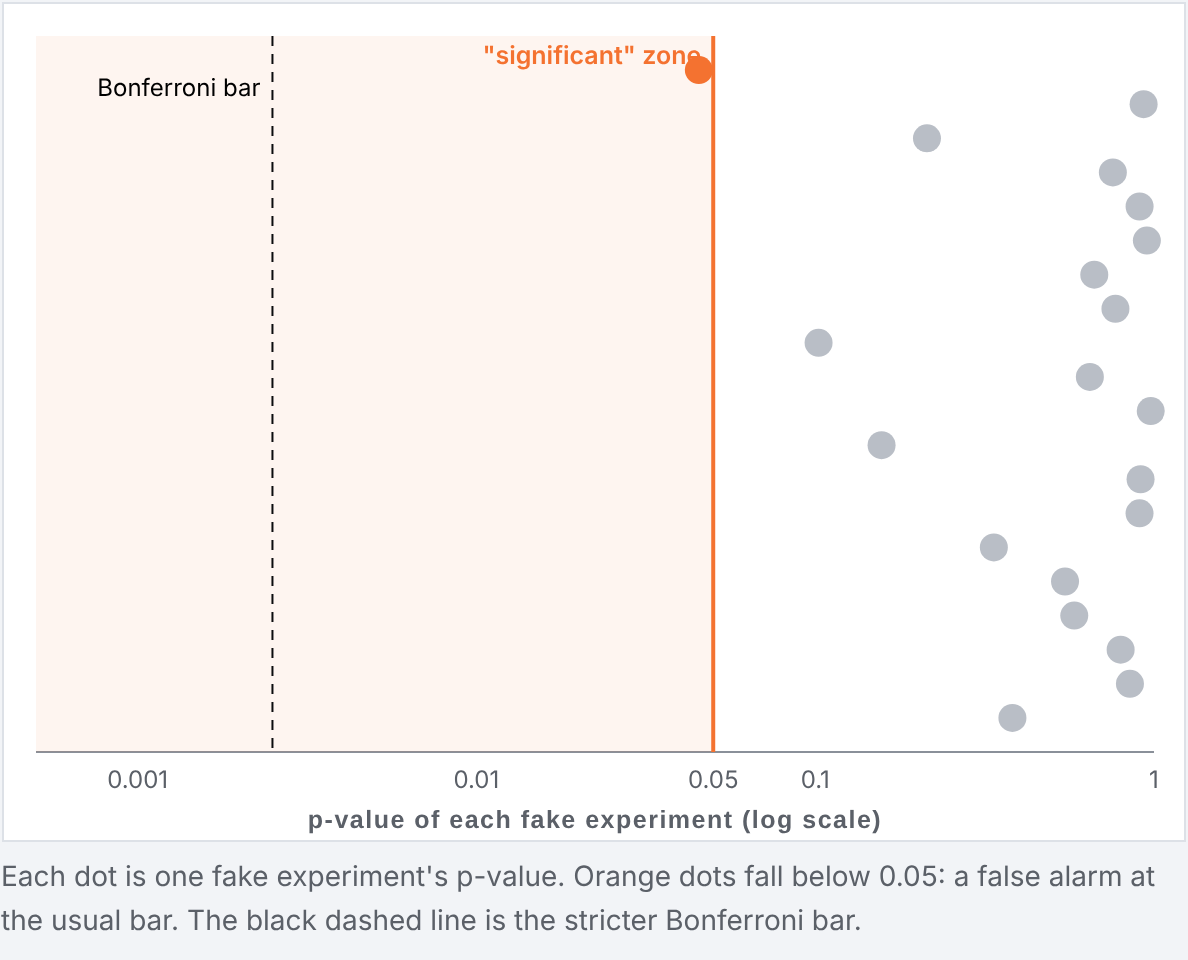 "significant" zone
Bonferroni bar
0.001 0.01 0.05 0.1 1
p-value of each fake experiment (log scale)
Each dot is one fake experiment's p-value. Orange dots fall below 0.05: a false alarm at
the usual bar. The black dashed line is the stricter Bonferroni bar.